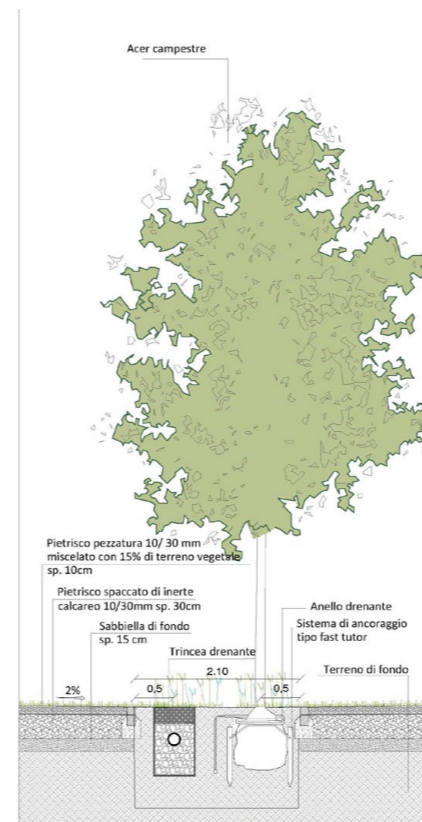 Acer campestre
Pietrisco pezzatura 10/ 30 mm
miscelato con 15% di terreno vegetale
sp. 10cm
Pietrisco spaccato di inerte
calcareo 10/30mm sp. 30cm
Sabbiella di fondo
sp. 15 cm
Trincea drenante
Anello drenante
Sistema di ancoraggio
tipo fast tutor
Terreno di fondo
2.10
0,5
0,5
2%